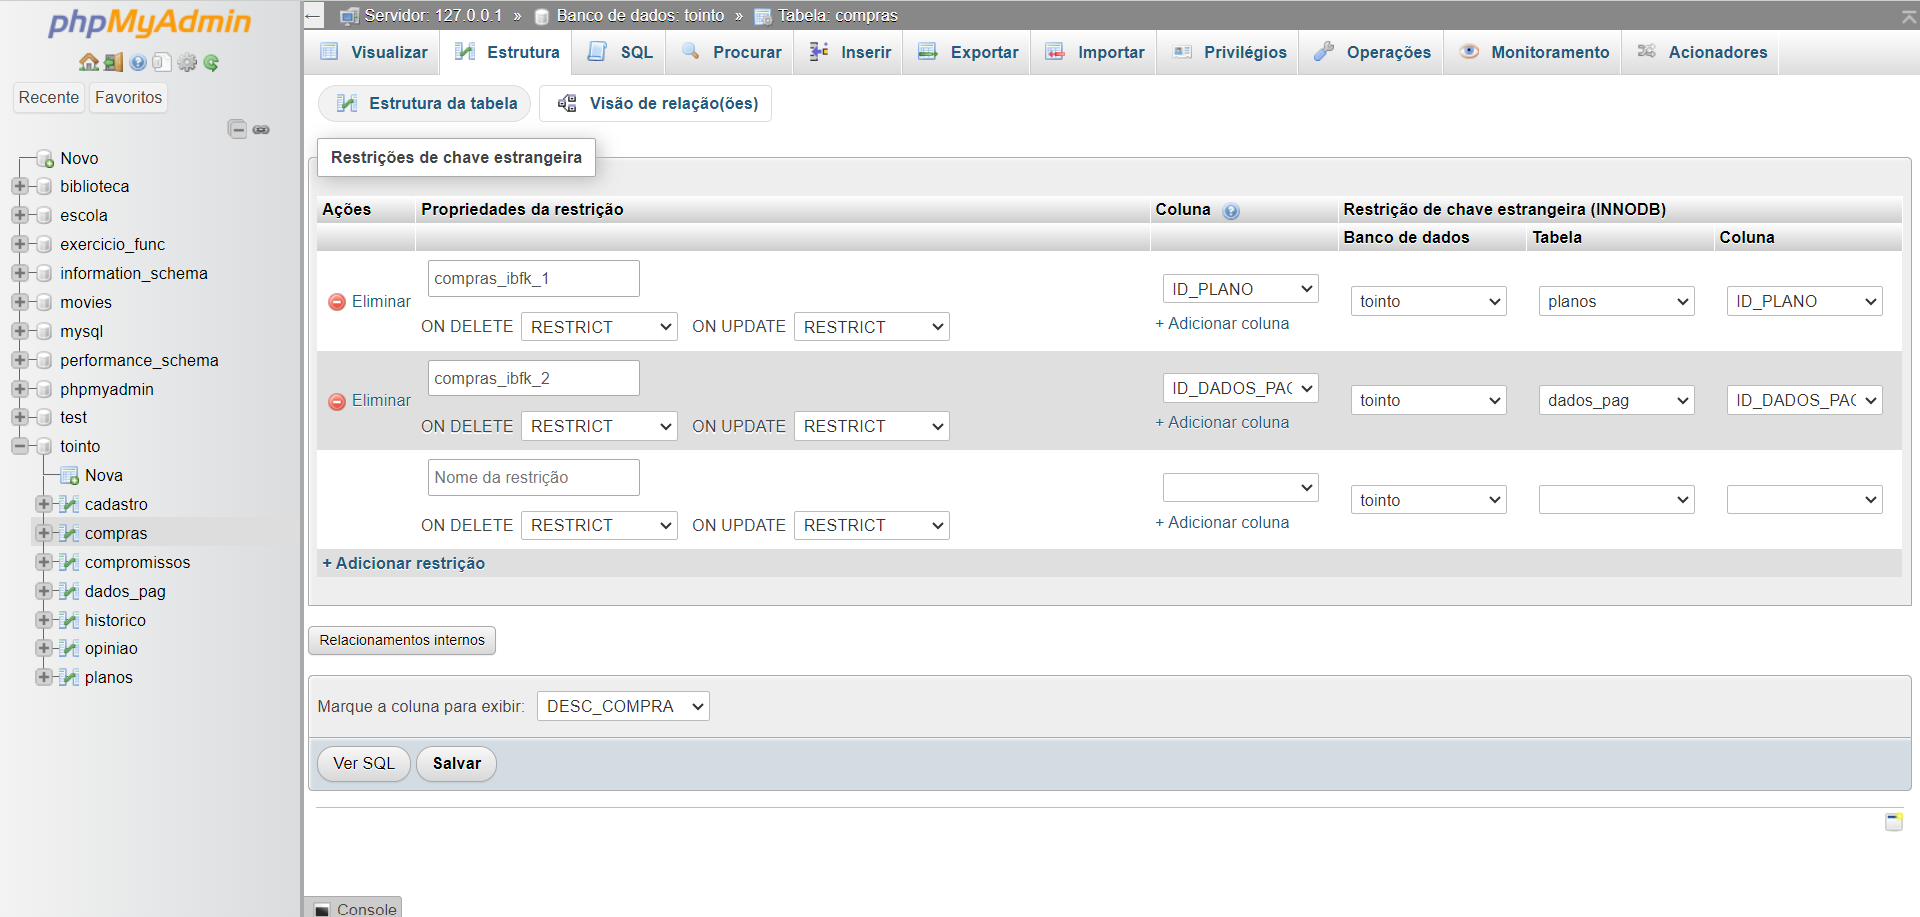 phpMyAdmin
Recente Favoritos
Novo
biblioteca
escola
exercicio_func
information_schema
movies
mysql
performance_schema
phpmyadmin
test
tointo
Nova
cadastro
compras
compromissos
dados_pag
historico
opiniao
planos
Servidor: 127.0.0.1 » Banco de dados: tointo » Tabela: compras
Visualizar Estrutura SQL Procurar Inserir Exportar Importar Privilégios Operações Monitoramento Acionadores
Estrutura da tabela Visão de relação(ões)
Restrições de chave estrangeira
Ações Propriedades da restrição Coluna Restrição de chave estrangeira (INNODB)
Banco de dados Tabela Coluna
compras_ibfk_1
Eliminar ID_PLANO tointo planos ID_PLANO
ON DELETE RESTRICT ON UPDATE RESTRICT + Adicionar coluna
compras_ibfk_2
Eliminar ID_DADOS_PAG tointo dados_pag ID_DADOS_PAG
ON DELETE RESTRICT ON UPDATE RESTRICT + Adicionar coluna
Nome da restrição
tointo
ON DELETE RESTRICT ON UPDATE RESTRICT + Adicionar coluna
+ Adicionar restrição
Relacionamentos internos
Marque a coluna para exibir: DESC_COMPRA
Ver SQL Salvar
Console